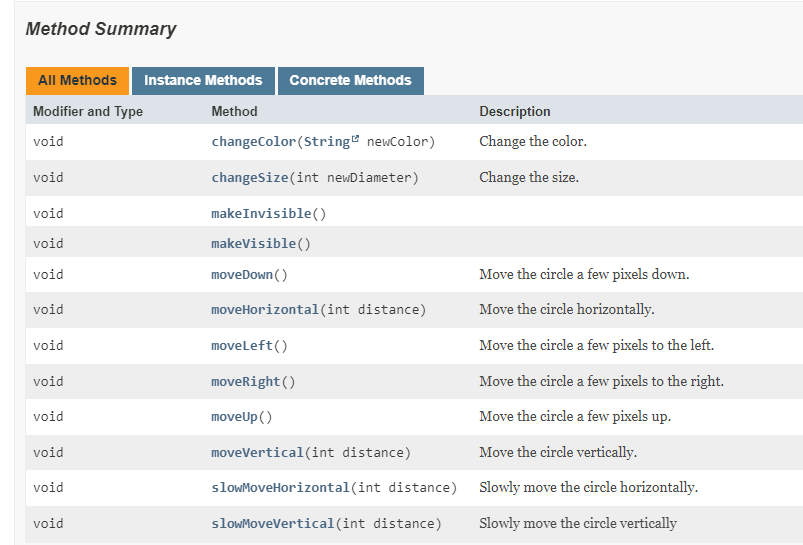 Method Summary
All Methods Instance Methods Concrete Methods
Modifier and Type Method Description
void changeColor(String newColor) Change the color.
void changeSize(int newDiameter) Change the size.
void makeInvisible()
void makeVisible()
void moveDown() Move the circle a few pixels down.
void moveHorizontal(int distance) Move the circle horizontally.
void moveLeft() Move the circle a few pixels to the left.
void moveRight() Move the circle a few pixels to the right.
void moveUp() Move the circle a few pixels up.
void moveVertical(int distance) Move the circle vertically.
void slowMoveHorizontal(int distance) Slowly move the circle horizontally.
void slowMoveVertical(int distance) Slowly move the circle vertically